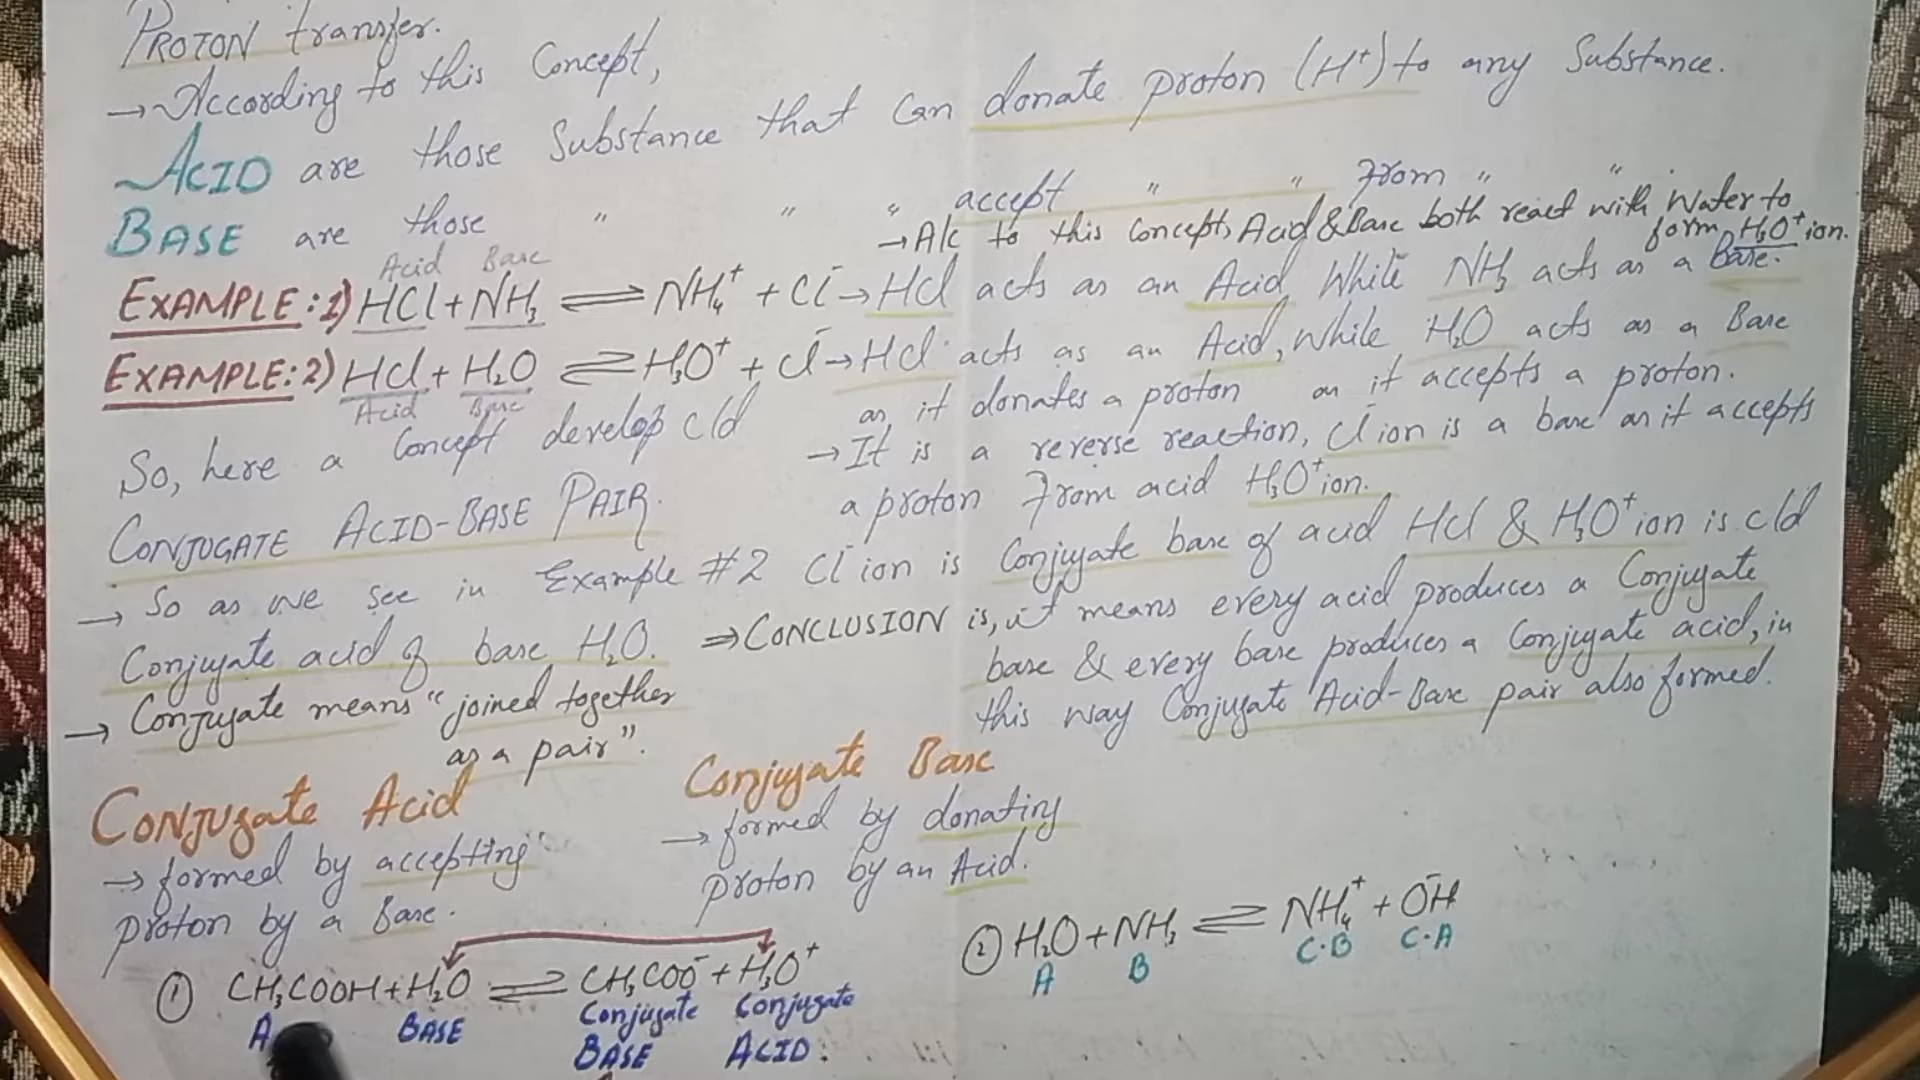 PROTON transfer.
→ According to this Concept,
ACID are those Substance that Can donate proton (H⁺) to any Substance.
BASE are those " " " accept " " From " "
→ A/c to this Concept, Acid & Base both react with Water to form H₃O⁺ ion.
Acid Base
EXAMPLE: 1) HCl + NH₃ ⇌ NH₄⁺ + Cl⁻ → HCl acts as an Acid While NH₃ acts as a Base.
EXAMPLE: 2) HCl + H₂O ⇌ H₃O⁺ + Cl⁻ → HCl acts as an Acid, While H₂O acts as a Base
Acid Base
as it donates a proton as it accepts a proton.
So, here a Concept develop c/d
CONJUGATE ACID-BASE PAIR.
→ It is a reverse reaction, Cl⁻ ion is a base as it accepts
a proton From acid H₃O⁺ ion.
→ So as we see in Example #2 Cl⁻ ion is Conjugate base of acid HCl & H₃O⁺ ion is c/d
Conjugate acid of base H₂O.
⇒ CONCLUSION is, it means every acid produces a Conjugate
base & every base produces a Conjugate acid, in
this way Conjugate Acid-Base pair also formed.
→ Conjugate means "joined together
as a pair".
CONJUgate Acid
→ formed by accepting
proton by a Base.
Conjugate Base
→ formed by donating
proton by an Acid.
① CH₃COOH + H₂O ⇌ CH₃COO⁻ + H₃O⁺
A BASE Conjugate BASE Conjugate ACID.
② H₂O + NH₃ ⇌ NH₄⁺ + OH⁻
A B C.B C.A